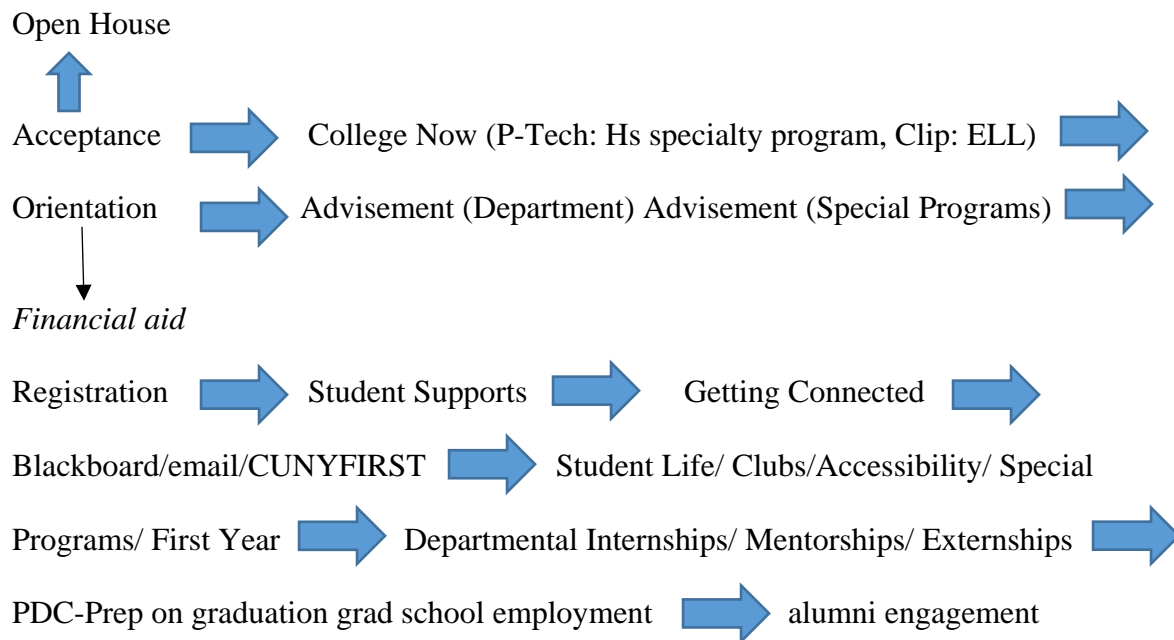 Open House
Acceptance College Now (P-Tech: Hs specialty program, Clip: ELL)
Orientation Advisement (Department) Advisement (Special Programs)
Financial aid
Registration Student Supports Getting Connected
Blackboard/email/CUNYFIRST Student Life/ Clubs/Accessibility/ Special
Programs/ First Year Departmental Internships/ Mentorships/ Externships
PDC-Prep on graduation grad school employment alumni engagement